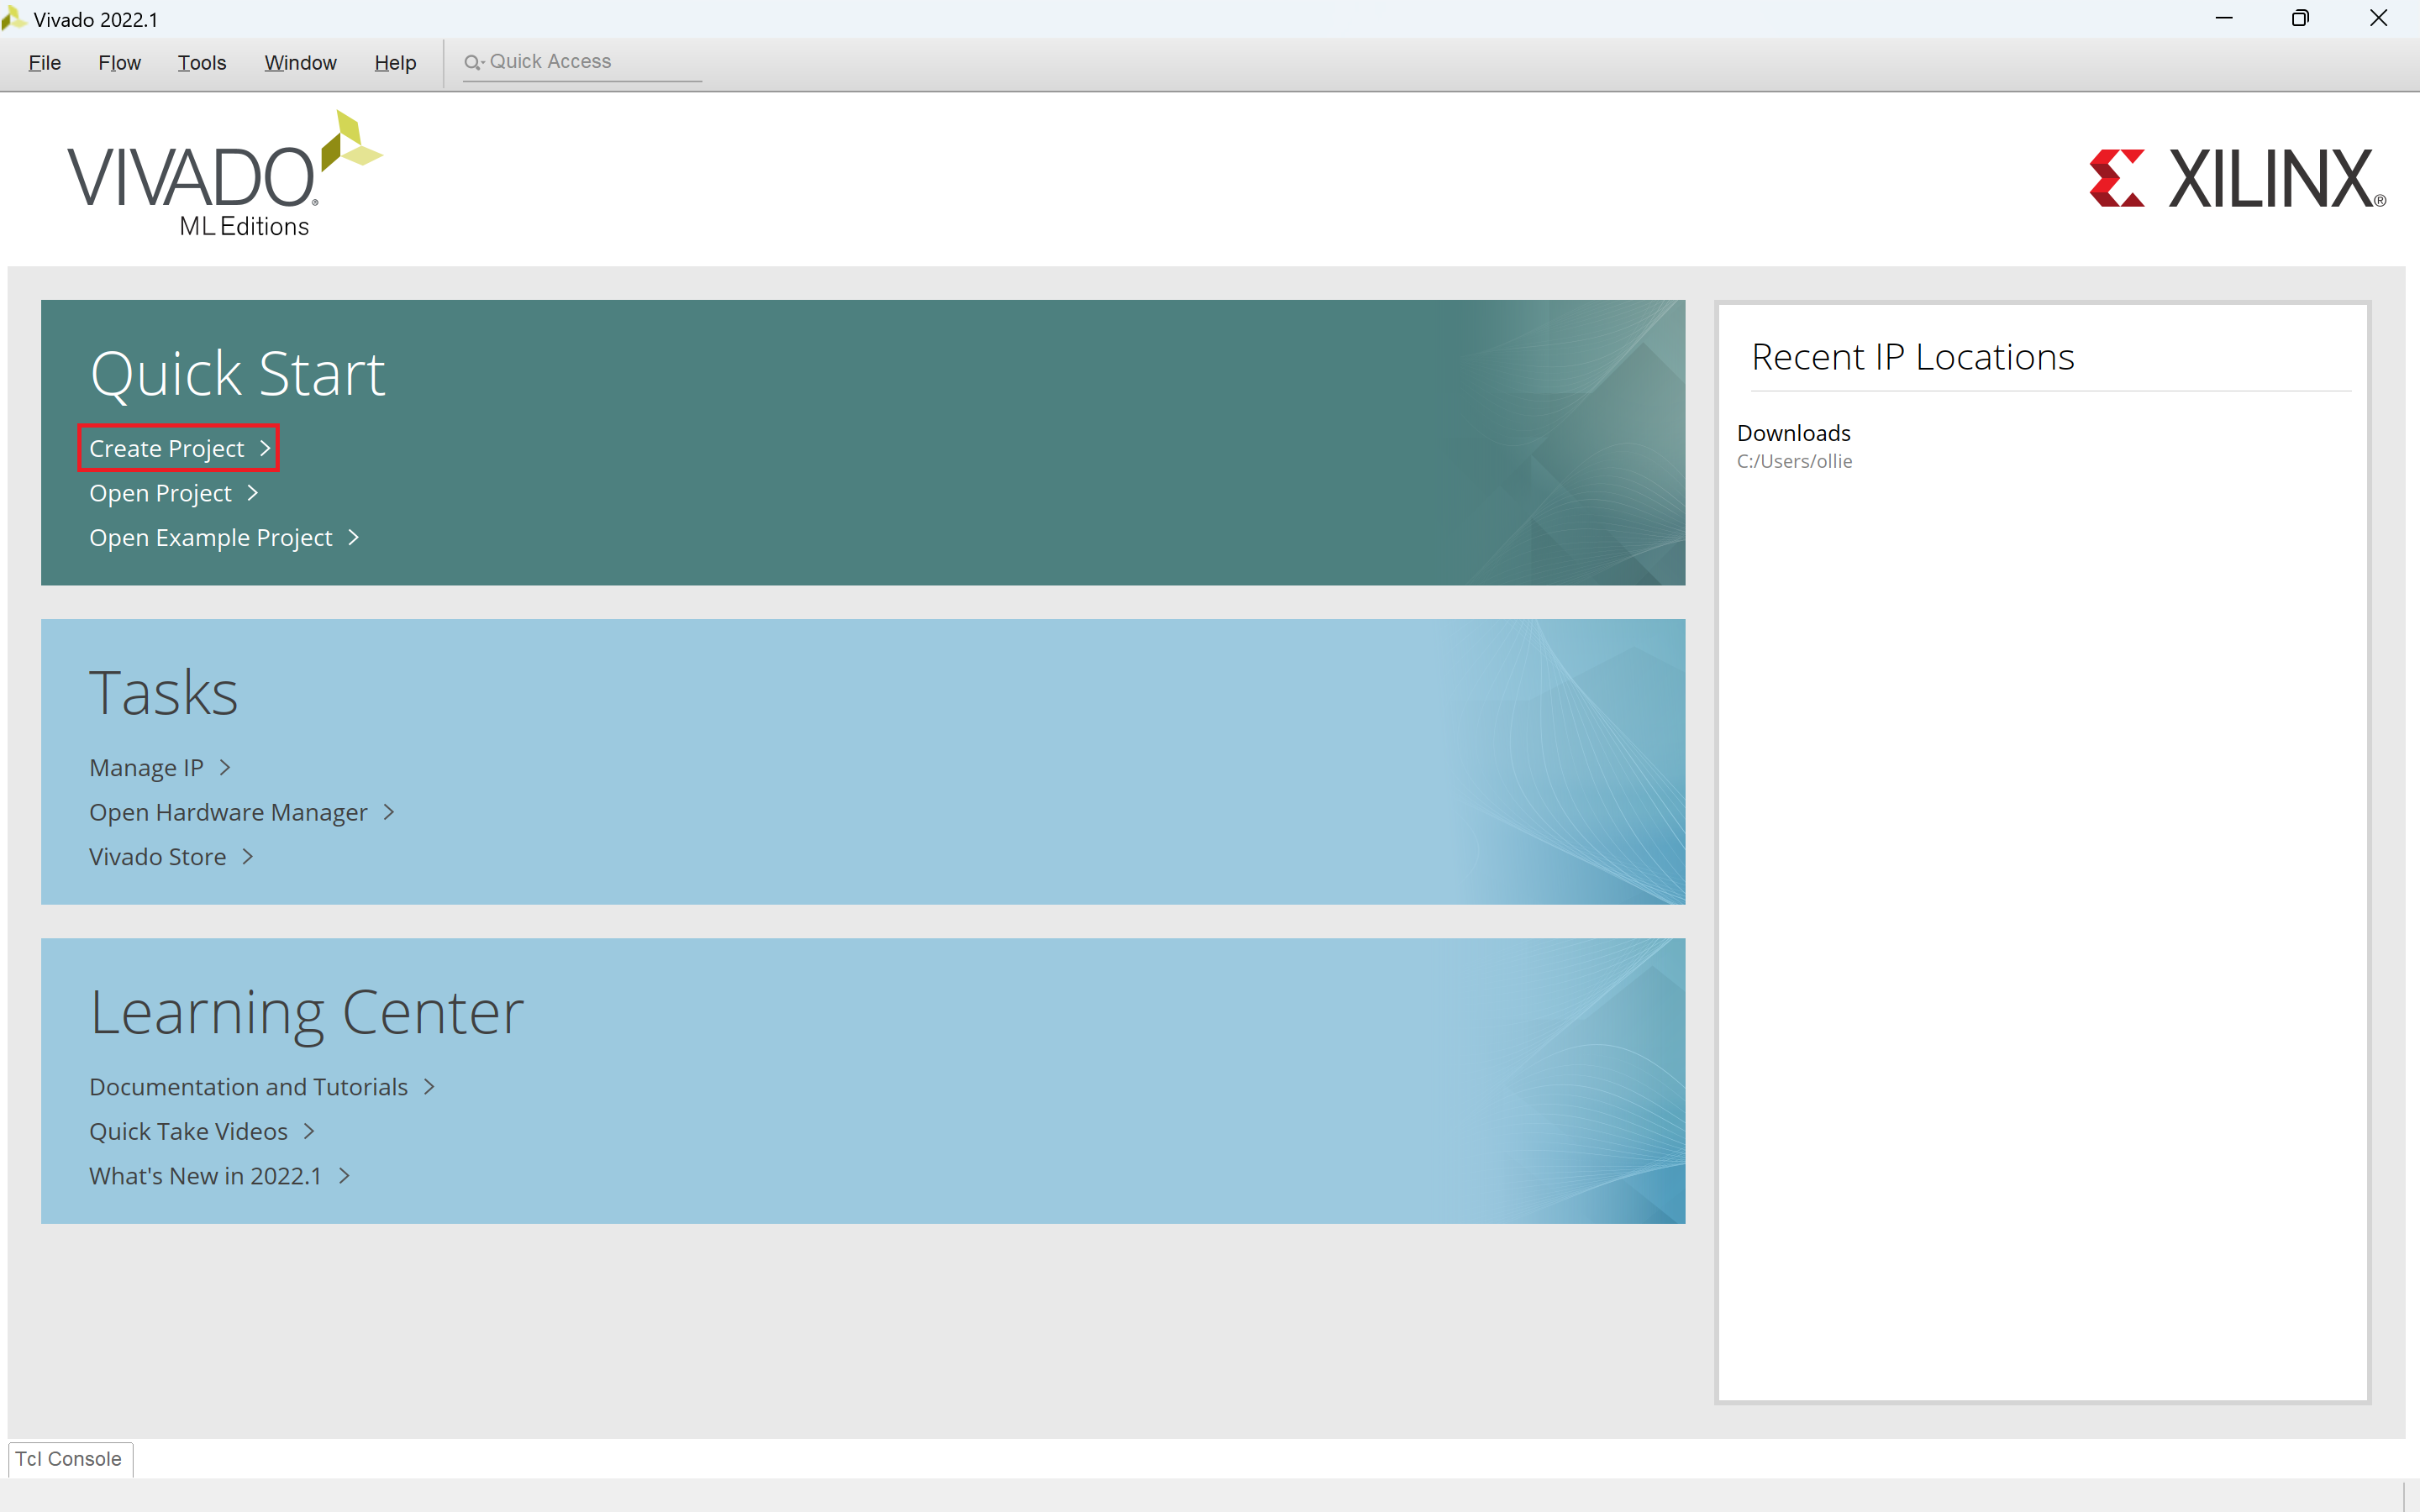 Vivado 2022.1
File Flow Tools Window Help Quick Access
VIVADO®
ML Editions
XILINX®
Quick Start
Create Project >
Open Project >
Open Example Project >
Tasks
Manage IP >
Open Hardware Manager >
Vivado Store >
Learning Center
Documentation and Tutorials >
Quick Take Videos >
What's New in 2022.1 >
Recent IP Locations
Downloads
C:/Users/ollie
Tcl Console